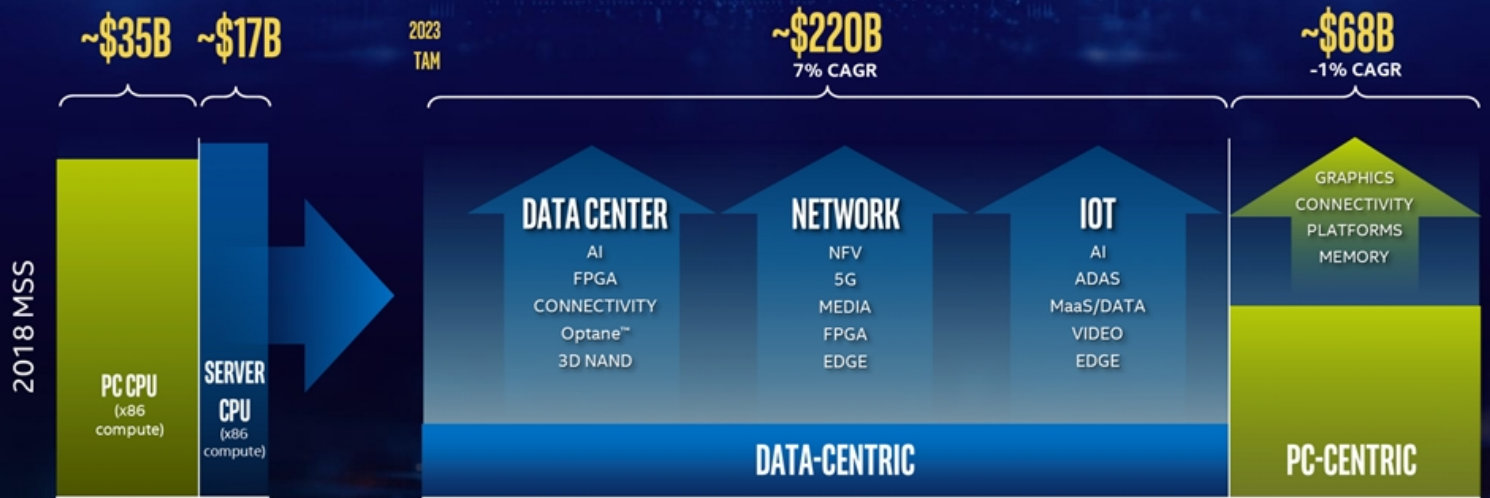 ~$35B ~$17B
2023
TAM
~$220B
7% CAGR
~$68B
-1% CAGR
2018 MSS
PC CPU
(x86
compute)
SERVER
CPU
(x86
compute)
DATA CENTER
AI
FPGA
CONNECTIVITY
Optane™
3D NAND
NETWORK
NFV
5G
MEDIA
FPGA
EDGE
IOT
AI
ADAS
MaaS/DATA
VIDEO
EDGE
GRAPHICS
CONNECTIVITY
PLATFORMS
MEMORY
DATA-CENTRIC
PC-CENTRIC